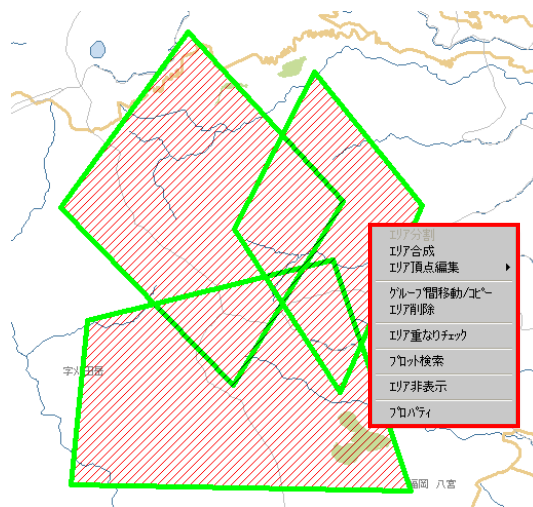 エリア分割
エリア合成
エリア頂点編集
グループ間移動/コピー
エリア削除
エリア重なりチェック
プロット検索
エリア非表示
プロパティ
字刈田岳
福岡 八宮